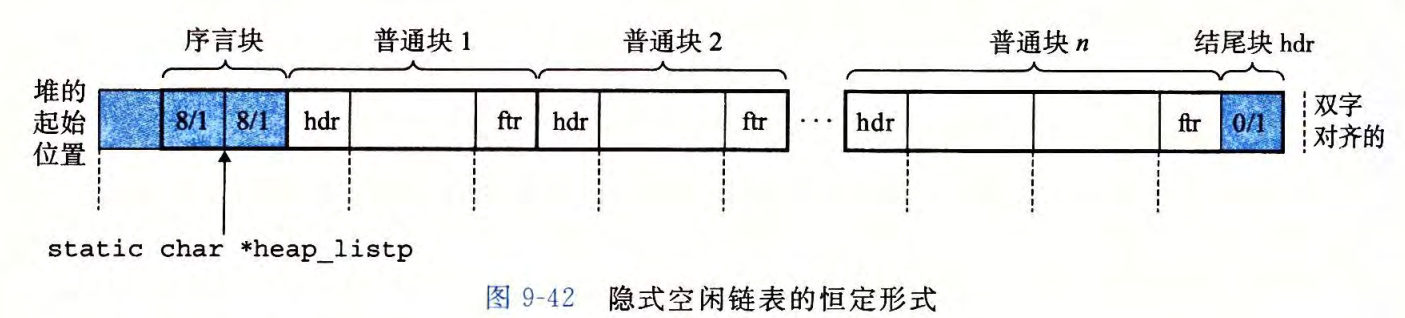 序言块 普通块 1 普通块 2 普通块 n 结尾块 hdr
堆的
起始
位置
8/1 8/1 hdr ftr hdr ftr ··· hdr ftr 0/1
双字
对齐的
static char *heap_listp
图 9-42 隐式空闲链表的恒定形式